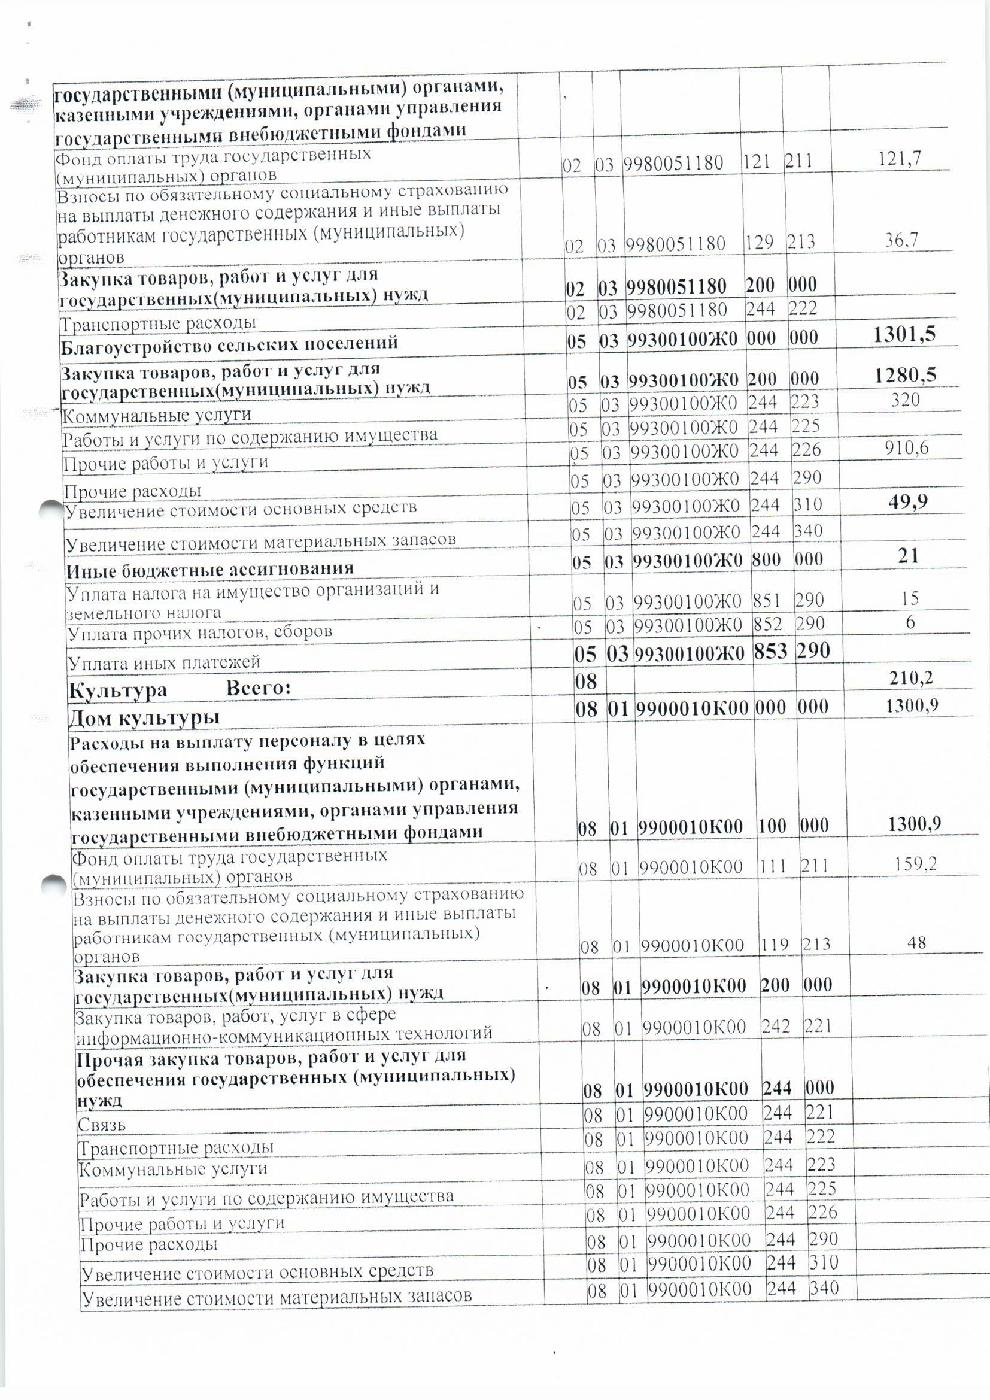 государственными (муниципальными) органами,
казенными учреждениями, органами управления
государственными внебюджетными фондами
Фонд оплаты труда государственных
(муниципальных) органов 02 03 9980051180 121 211 121,7
Взносы по обязательному социальному страхованию
на выплаты денежного содержания и иные выплаты
работникам государственных (муниципальных)
органов 02 03 9980051180 129 213 36,7
Закупка товаров, работ и услуг для
государственных(муниципальных) нужд 02 03 9980051180 200 000
Транспортные расходы 02 03 9980051180 244 222
Благоустройство сельских поселений 05 03 99300100Ж0 000 000 1301,5
Закупка товаров, работ и услуг для
государственных(муниципальных) нужд 05 03 99300100Ж0 200 000 1280,5
Коммунальные услуги 05 03 99300100Ж0 244 223 320
Работы и услуги по содержанию имущества 05 03 99300100Ж0 244 225
Прочие работы и услуги 05 03 99300100Ж0 244 226 910,6
Прочие расходы 05 03 99300100Ж0 244 290
Увеличение стоимости основных средств 05 03 99300100Ж0 244 310 49,9
Увеличение стоимости материальных запасов 05 03 99300100Ж0 244 340
Иные бюджетные ассигнования 05 03 99300100Ж0 800 000 21
Уплата налога на имущество организаций и
земельного налога 05 03 99300100Ж0 851 290 15
Уплата прочих налогов, сборов 05 03 99300100Ж0 852 290 6
Уплата иных платежей 05 03 99300100Ж0 853 290
Культура Всего: 08 210,2
Дом культуры 08 01 9900010К00 000 000 1300,9
Расходы на выплату персоналу в целях
обеспечения выполнения функций
государственными (муниципальными) органами,
казенными учреждениями, органами управления
государственными внебюджетными фондами 08 01 9900010К00 100 000 1300,9
Фонд оплаты труда государственных
(муниципальных) органов 08 01 9900010К00 111 211 159,2
Взносы по обязательному социальному страхованию
на выплаты денежного содержания и иные выплаты
работникам государственных (муниципальных)
органов 08 01 9900010К00 119 213 48
Закупка товаров, работ и услуг для
государственных(муниципальных) нужд 08 01 9900010К00 200 000
Закупка товаров, работ, услуг в сфере
информационно-коммуникационных технологий 08 01 9900010К00 242 221
Прочая закупка товаров, работ и услуг для
обеспечения государственных (муниципальных)
нужд 08 01 9900010К00 244 000
Связь 08 01 9900010К00 244 221
Транспортные расходы 08 01 9900010К00 244 222
Коммунальные услуги 08 01 9900010К00 244 223
Работы и услуги по содержанию имущества 08 01 9900010К00 244 225
Прочие работы и услуги 08 01 9900010К00 244 226
Прочие расходы 08 01 9900010К00 244 290
Увеличение стоимости основных средств 08 01 9900010К00 244 310
Увеличение стоимости материальных запасов 08 01 9900010К00 244 340